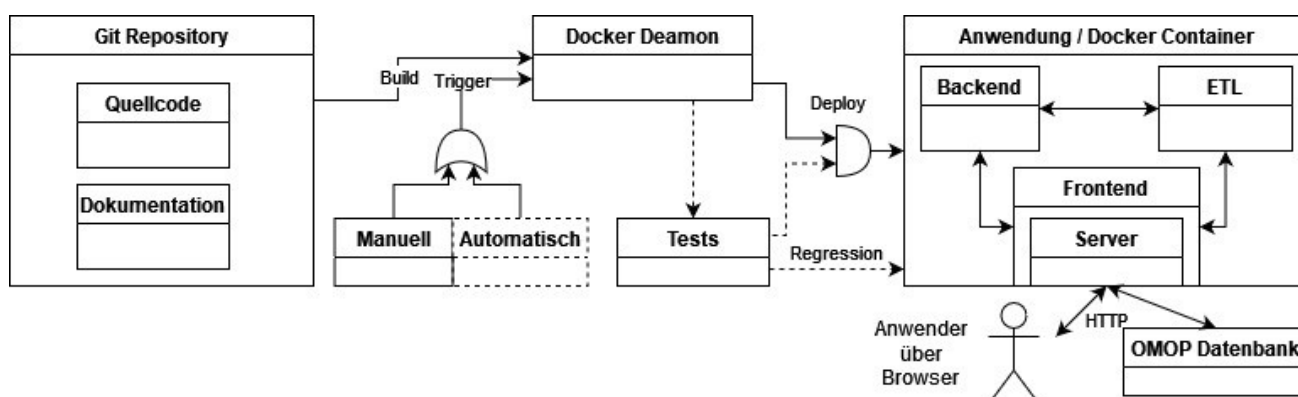 Git Repository
Quellcode
Dokumentation
Build
Trigger
Manuell
Automatisch
Docker Deamon
Tests
Deploy
Regression
Anwendung / Docker Container
Backend
ETL
Frontend
Server
Anwender
über
Browser
HTTP
OMOP Datenbank